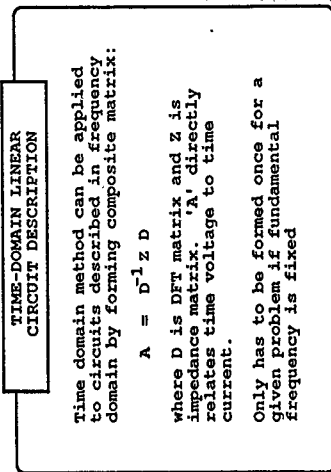 TIME-DOMAIN LINEAR
CIRCUIT DESCRIPTION
Time domain method can be applied
to circuits described in frequency
domain by forming composite matrix:
A = D⁻¹ Z D
where D is DFT matrix and Z is
impedance matrix. 'A' directly
relates time voltage to time
current.
Only has to be formed once for a
given problem if fundamental
frequency is fixed